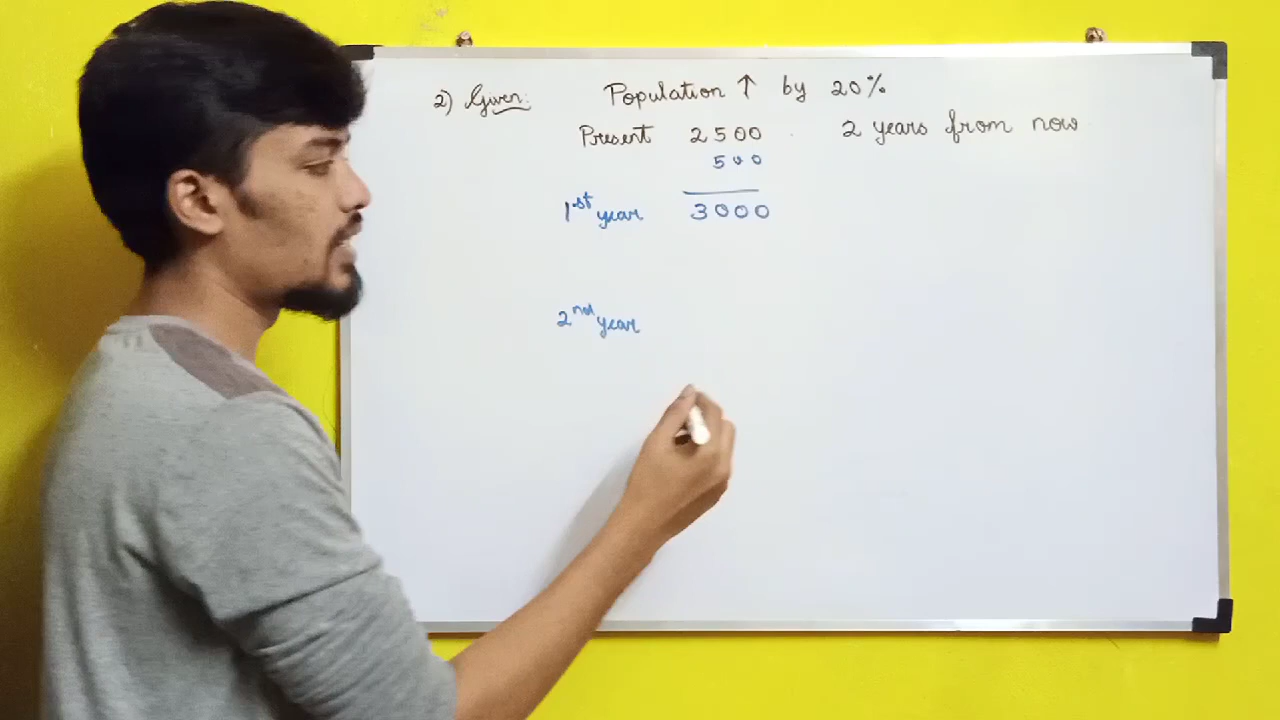 2) Given: Population ↑ by 20%
Present 2500 . 2 years from now
500
1st year 3000
2nd year